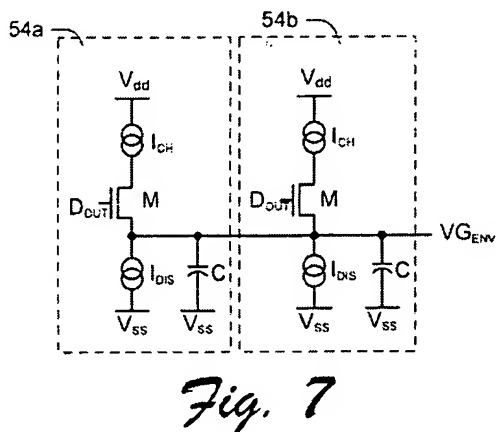 54a
54b
Vdd
Vdd
ICH
ICH
DOUT
M
DOUT
M
VGENV
IDIS
C
IDIS
C
Vss
Vss
Vss
Vss
Fig. 7